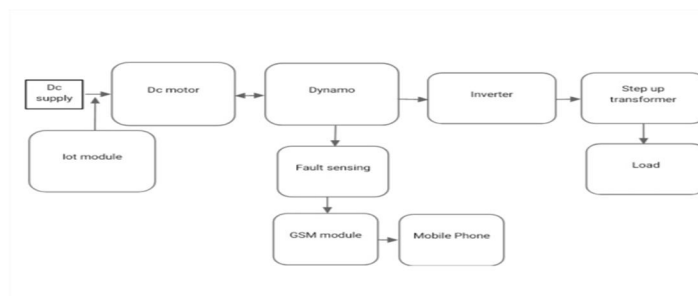 Dc
supply
Dc motor
Dynamo
Inverter
Step up
transformer
Iot module
Fault sensing
Load
GSM module
Mobile Phone